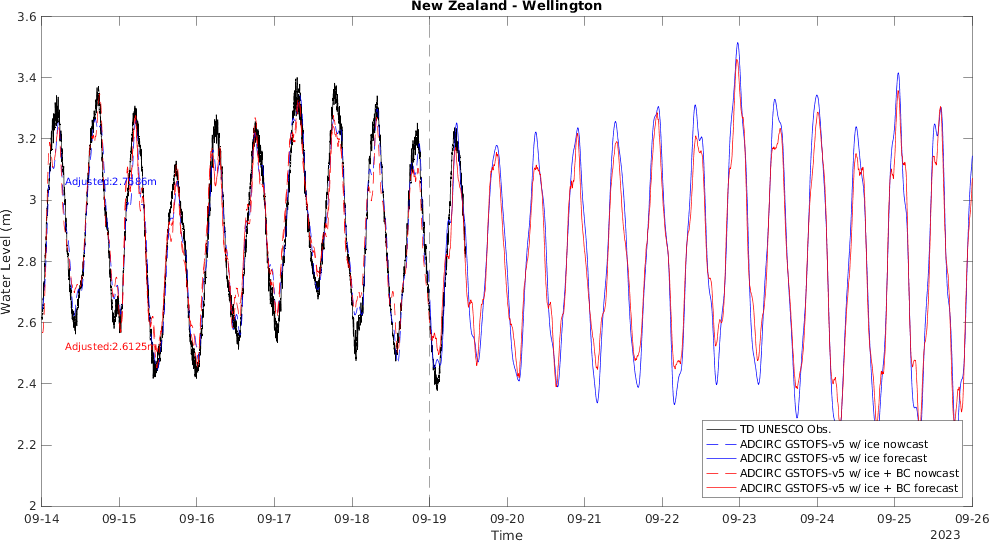 New Zealand - Wellington
3.6
3.4
3.2
3
2.8
2.6
2.4
2.2
2
Water Level (m)
Adjusted:2.7586m
Adjusted:2.6125m
TD UNESCO Obs.
ADCIRC GSTOFS-v5 w/ ice nowcast
ADCIRC GSTOFS-v5 w/ ice forecast
ADCIRC GSTOFS-v5 w/ ice + BC nowcast
ADCIRC GSTOFS-v5 w/ ice + BC forecast
09-14 09-15 09-16 09-17 09-18 09-19 09-20 09-21 09-22 09-23 09-24 09-25 09-26
Time
2023